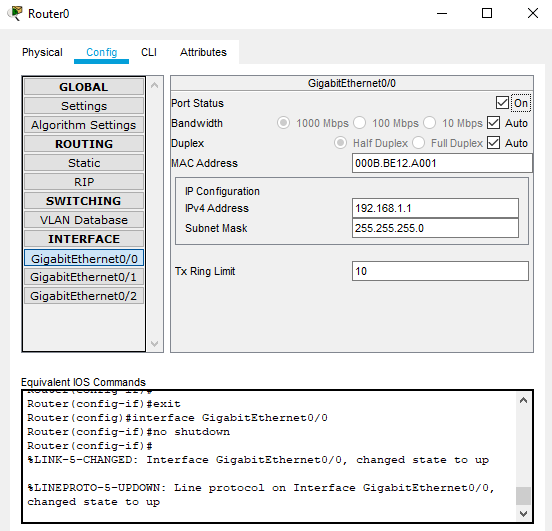 Router0
Physical Config CLI Attributes
GLOBAL
Settings
Algorithm Settings
ROUTING
Static
RIP
SWITCHING
VLAN Database
INTERFACE
GigabitEthernet0/0
GigabitEthernet0/1
GigabitEthernet0/2
GigabitEthernet0/0
Port Status On
Bandwidth 1000 Mbps 100 Mbps 10 Mbps Auto
Duplex Half Duplex Full Duplex Auto
MAC Address 000B.BE12.A001
IP Configuration
IPv4 Address 192.168.1.1
Subnet Mask 255.255.255.0
Tx Ring Limit 10
Equivalent IOS Commands
Router(config-if)#
Router(config-if)#exit
Router(config)#interface GigabitEthernet0/0
Router(config-if)#no shutdown
Router(config-if)#
%LINK-5-CHANGED: Interface GigabitEthernet0/0, changed state to up
%LINEPROTO-5-UPDOWN: Line protocol on Interface GigabitEthernet0/0,
changed state to up